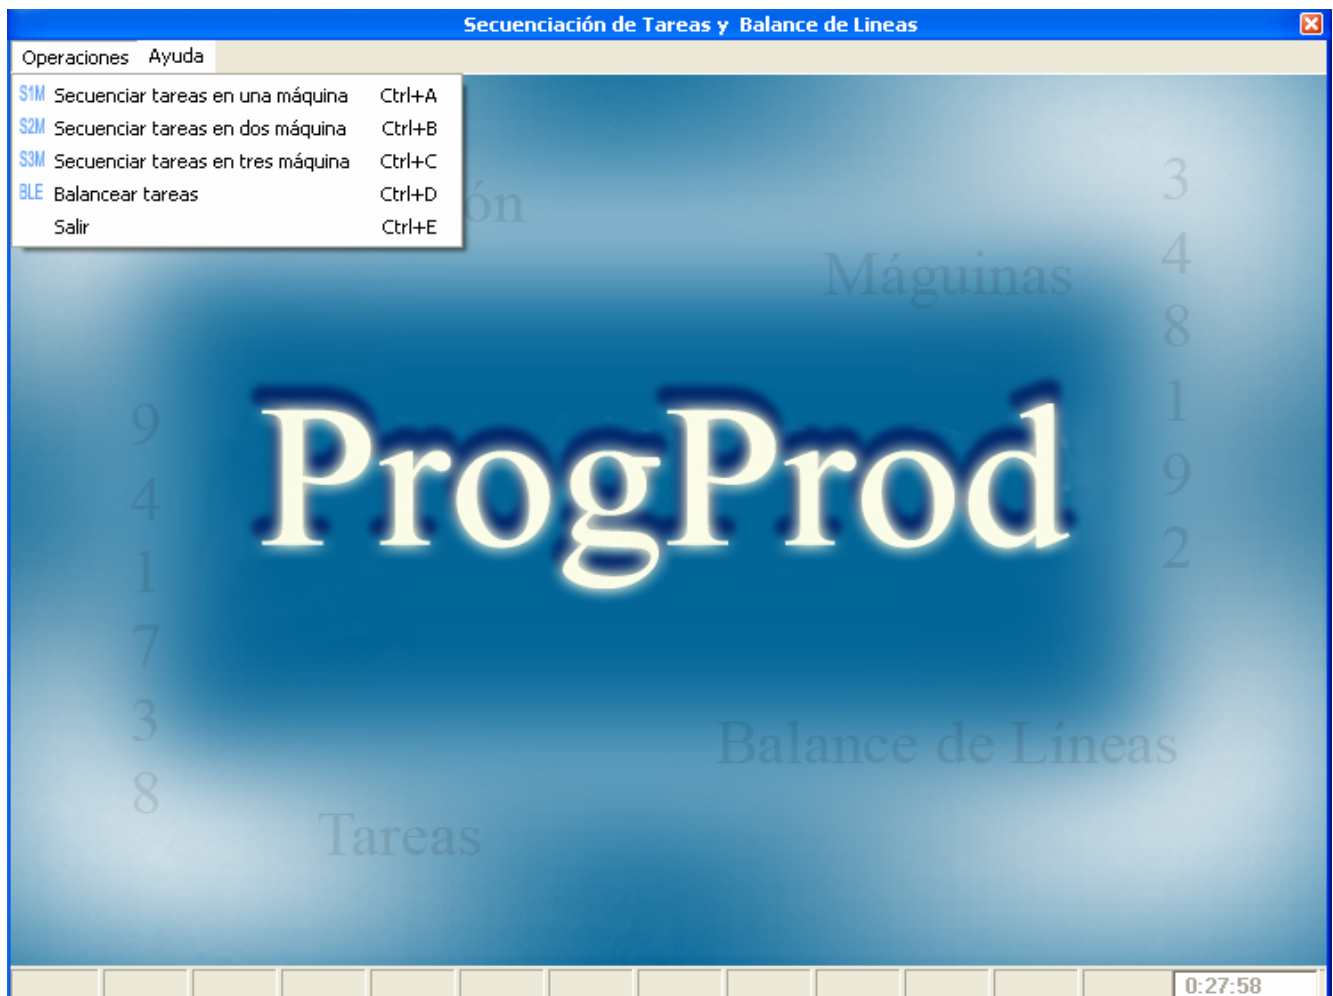 Secuenciación de Tareas y Balance de Lineas
Operaciones Ayuda
S1M Secuenciar tareas en una máquina Ctrl+A
S2M Secuenciar tareas en dos máquina Ctrl+B
S3M Secuenciar tareas en tres máquina Ctrl+C
BLE Balancear tareas Ctrl+D
Salir Ctrl+E
ón
Máguinas
3
4
8
1
9
2
ProgProd
9
4
1
7
3
8
Balance de Líneas
Tareas
0:27:58